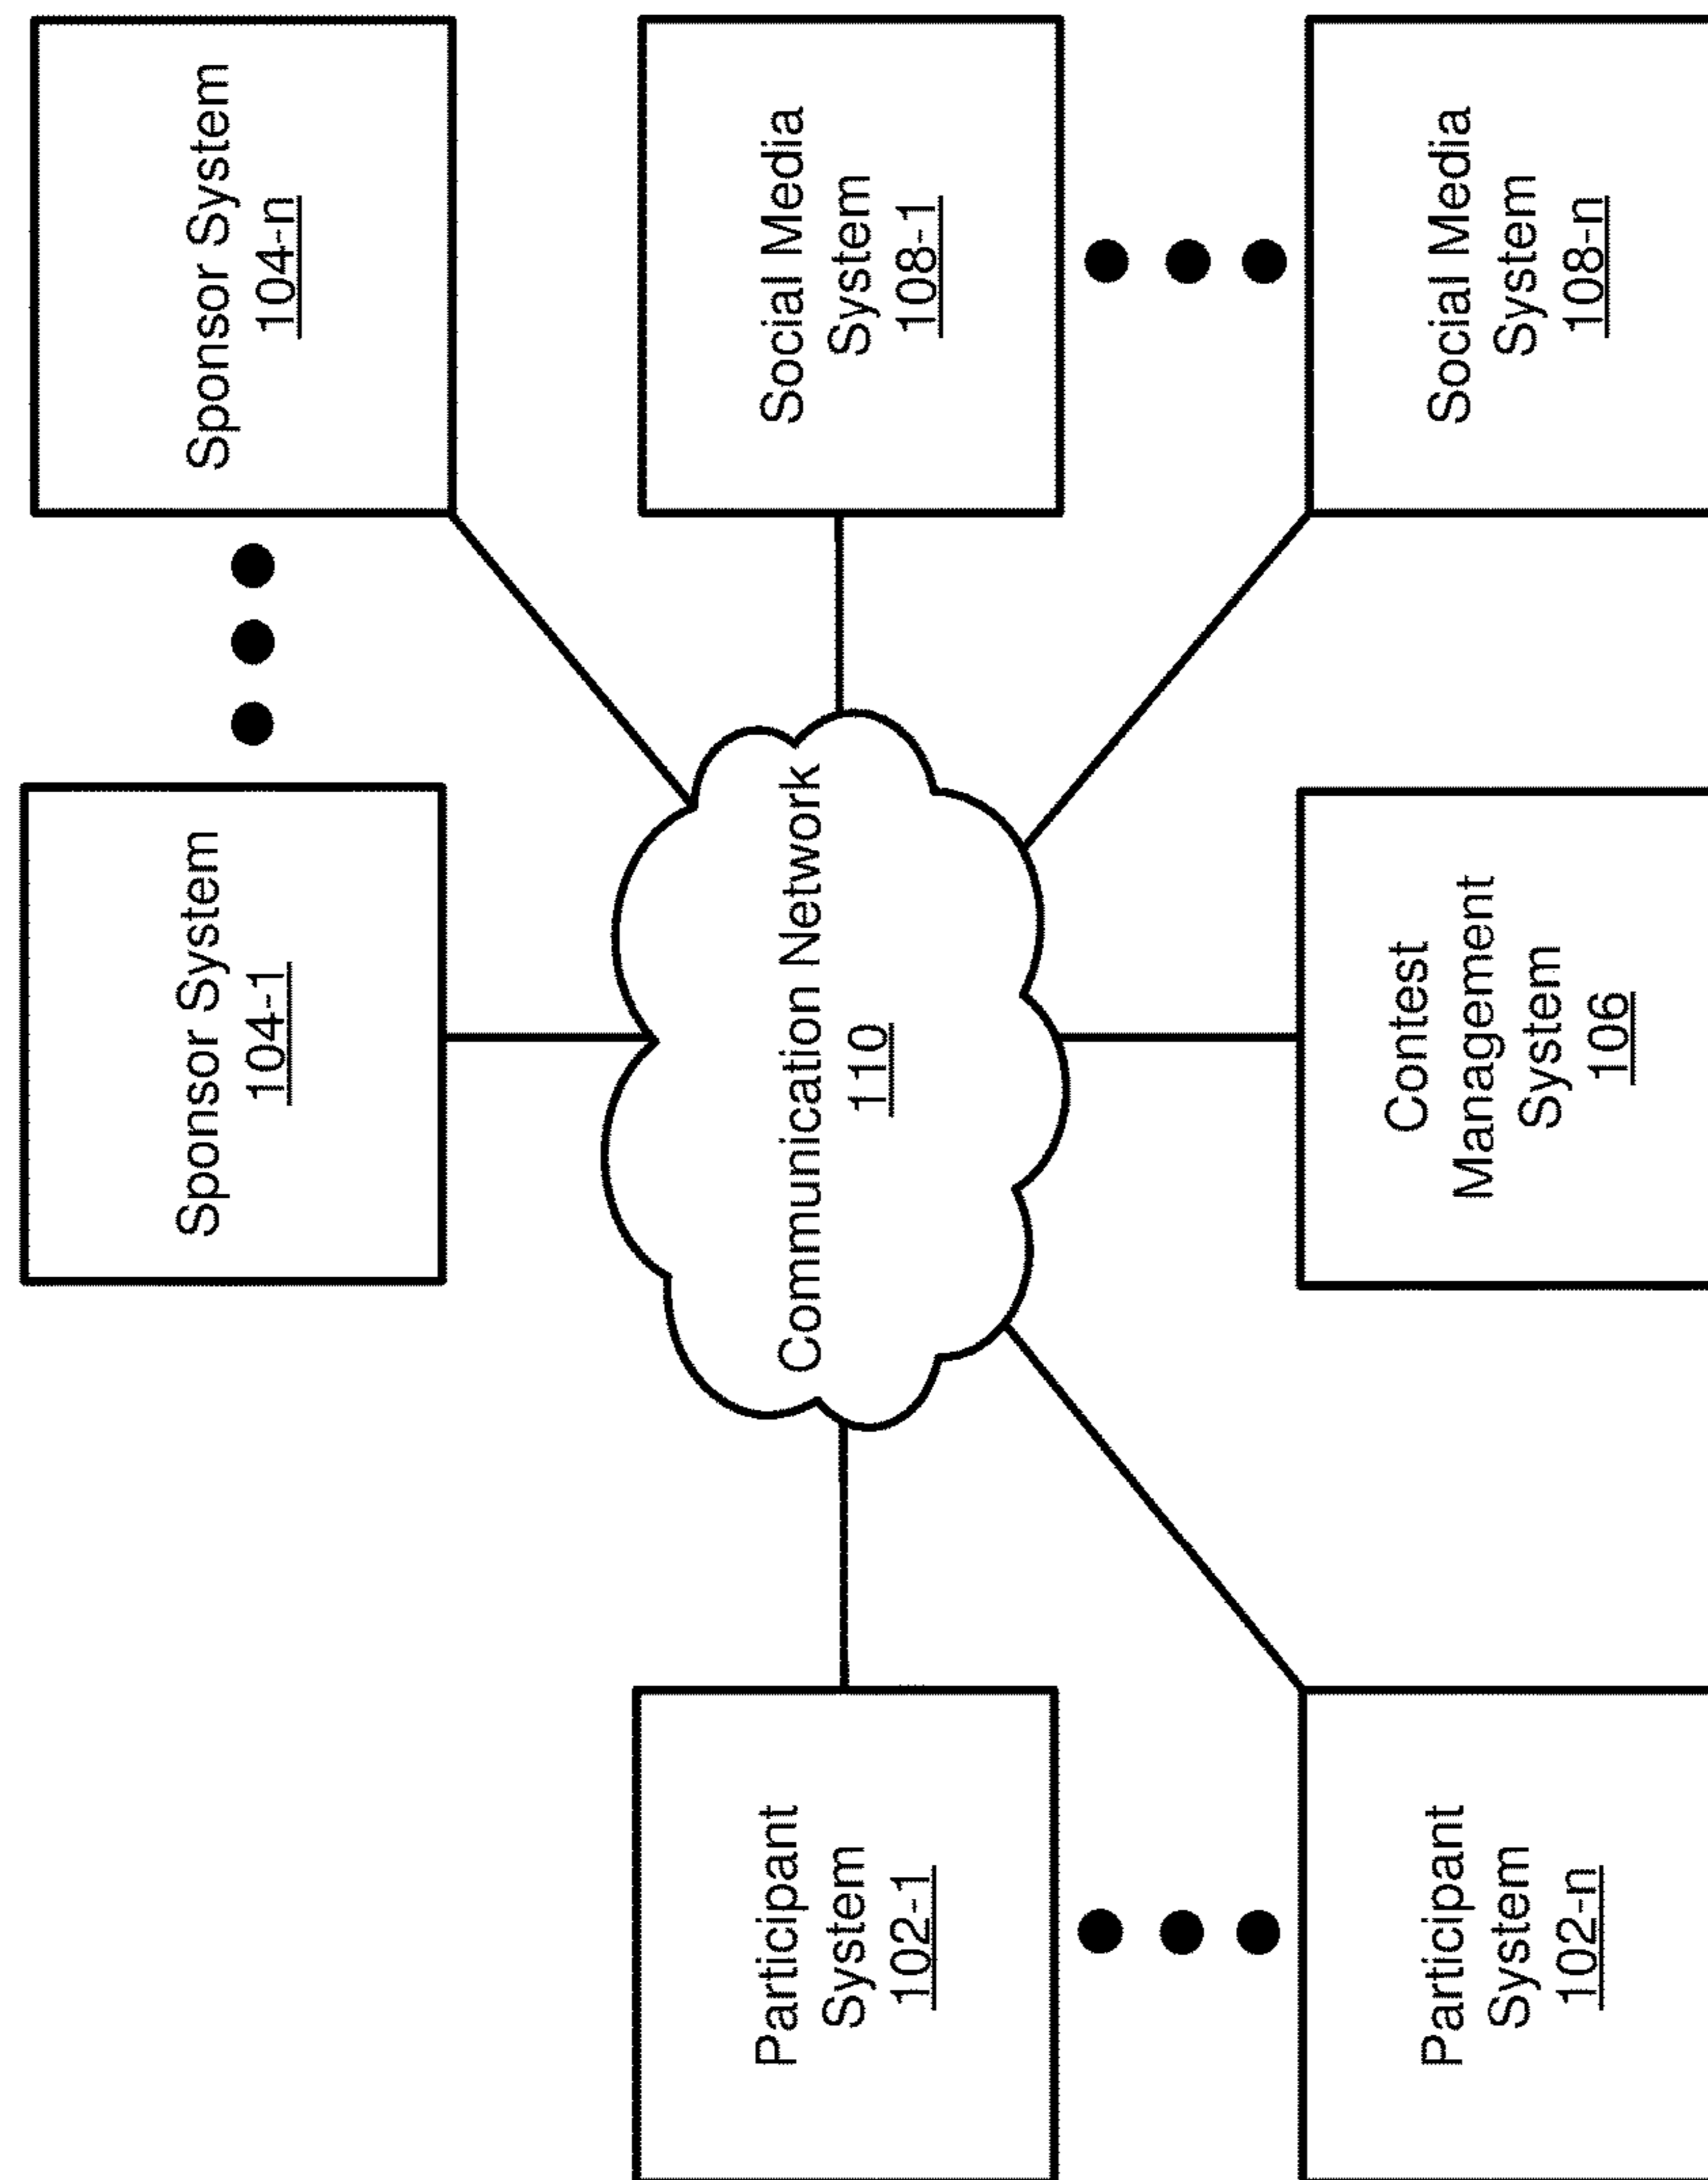 Sponsor System
104-1
Sponsor System
104-n
Participant
System
102-1
Communication Network
110
Social Media
System
108-1
Participant
System
102-n
Contest
Management
System
106
Social Media
System
108-n